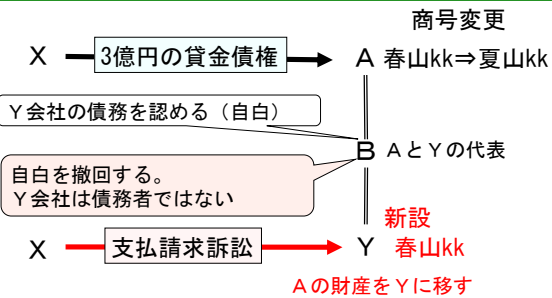 商号変更
X 3億円の貸金債権 A 春山kk⇒夏山kk
Y会社の債務を認める（自白）
B AとYの代表
自白を撤回する。
Y会社は債務者ではない
新設
X 支払請求訴訟 Y 春山kk
Aの財産をYに移す